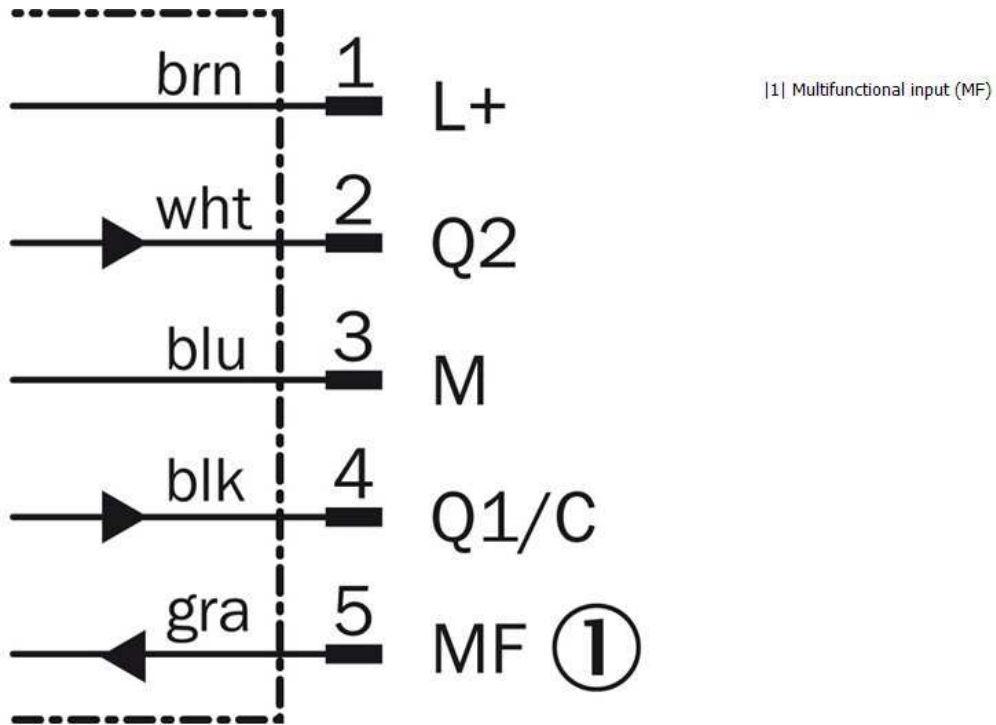 brn 1 L+
|1| Multifunctional input (MF)
wht 2 Q2
blu 3 M
blk 4 Q1/C
gra 5 MF ①